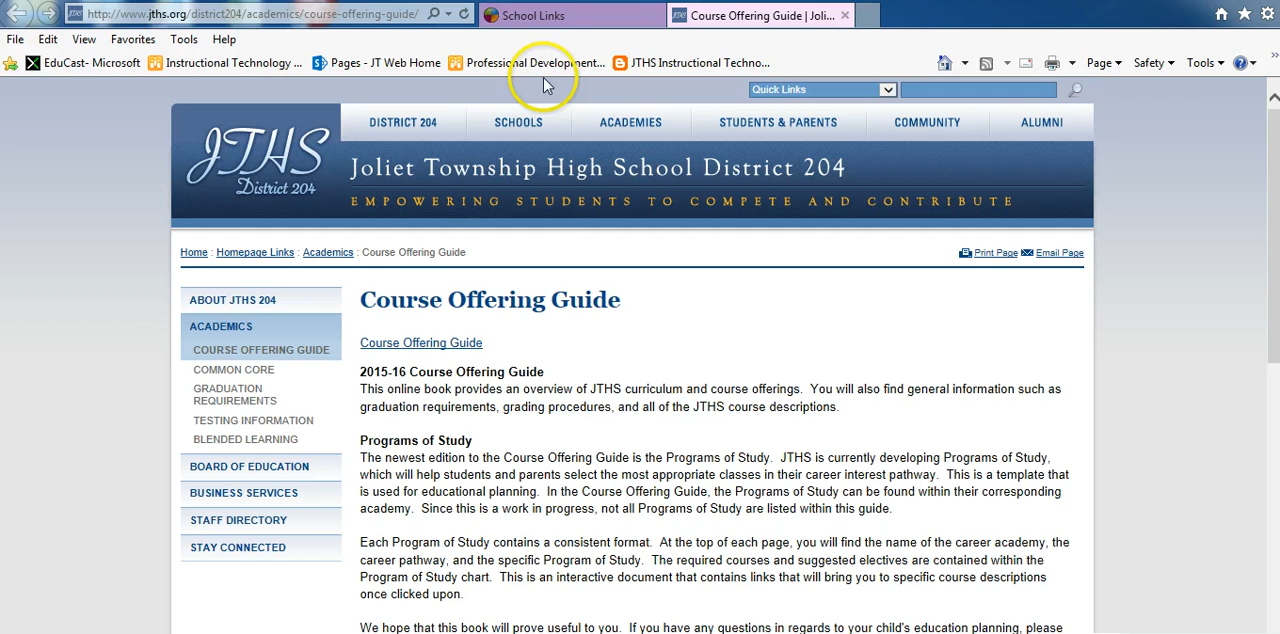 http://www.jths.org/district204/academics/course-offering-guide/
School Links
Course Offering Guide | Joli...
File Edit View Favorites Tools Help
EduCast- Microsoft Instructional Technology ... Pages - JT Web Home Professional Development... JTHS Instructional Techno... Page Safety Tools
Quick Links
DISTRICT 204 SCHOOLS ACADEMIES STUDENTS & PARENTS COMMUNITY ALUMNI
JTHS
District 204
Joliet Township High School District 204
EMPOWERING STUDENTS TO COMPETE AND CONTRIBUTE
Home : Homepage Links : Academics : Course Offering Guide
Print Page Email Page
ABOUT JTHS 204
ACADEMICS
COURSE OFFERING GUIDE
COMMON CORE
GRADUATION
REQUIREMENTS
TESTING INFORMATION
BLENDED LEARNING
BOARD OF EDUCATION
BUSINESS SERVICES
STAFF DIRECTORY
STAY CONNECTED
Course Offering Guide
Course Offering Guide
2015-16 Course Offering Guide
This online book provides an overview of JTHS curriculum and course offerings. You will also find general information such as
graduation requirements, grading procedures, and all of the JTHS course descriptions.
Programs of Study
The newest edition to the Course Offering Guide is the Programs of Study. JTHS is currently developing Programs of Study,
which will help students and parents select the most appropriate classes in their career interest pathway. This is a template that
is used for educational planning. In the Course Offering Guide, the Programs of Study can be found within their corresponding
academy. Since this is a work in progress, not all Programs of Study are listed within this guide.
Each Program of Study contains a consistent format. At the top of each page, you will find the name of the career academy, the
career pathway, and the specific Program of Study. The required courses and suggested electives are contained within the
Program of Study chart. This is an interactive document that contains links that will bring you to specific course descriptions
once clicked upon.
We hope that this book will prove useful to you. If you have any questions in regards to your child's education planning, please